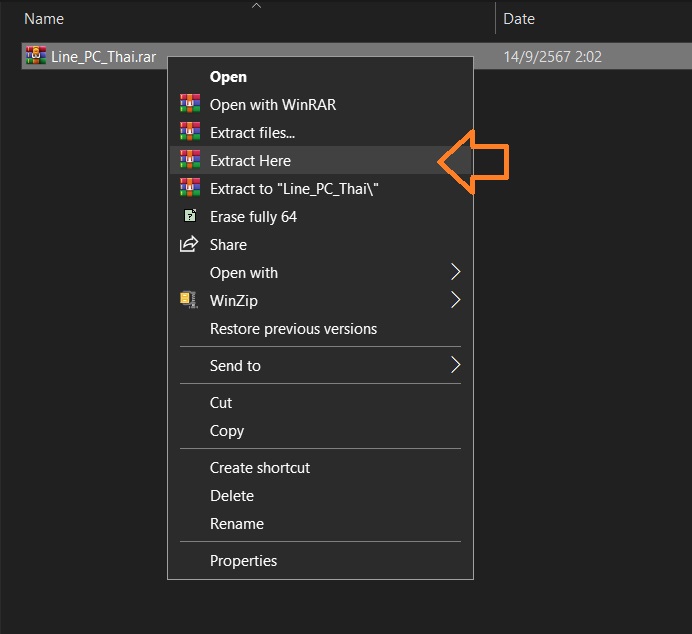 Name
Date
Line_PC_Thai.rar
14/9/2567 2:02
Open
Open with WinRAR
Extract files...
Extract Here
Extract to "Line_PC_Thai\"
Erase fully 64
Share
Open with
WinZip
Restore previous versions
Send to
Cut
Copy
Create shortcut
Delete
Rename
Properties